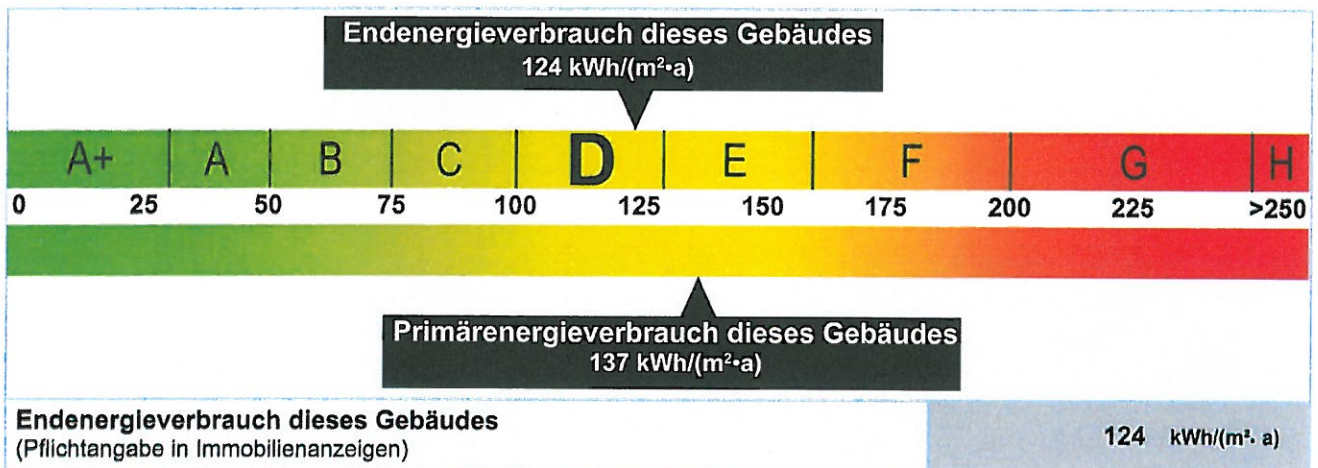 Endenergieverbrauch dieses Gebäudes
124 kWh/(m²•a)
A+ A B C D E F G H
0 25 50 75 100 125 150 175 200 225 >250
Primärenergieverbrauch dieses Gebäudes
137 kWh/(m²•a)
Endenergieverbrauch dieses Gebäudes
(Pflichtangabe in Immobilienanzeigen)
124 kWh/(m²· a)